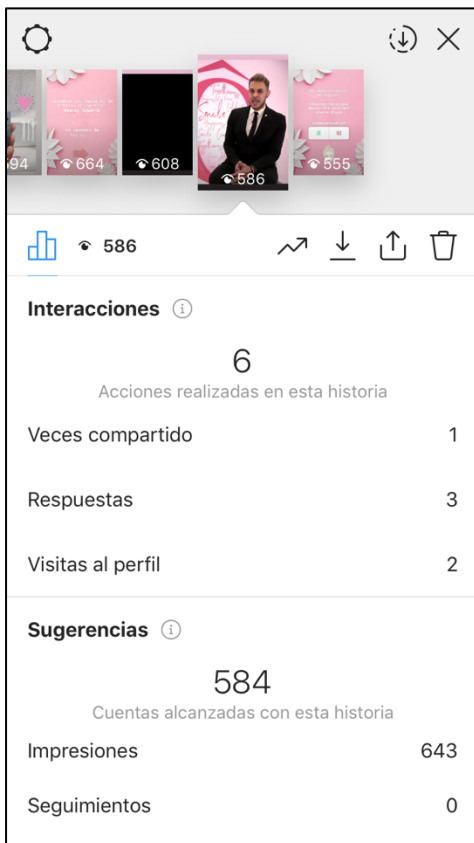 594
664
608
586
555
586
Interacciones
6
Acciones realizadas en esta historia
Veces compartido 1
Respuestas 3
Visitas al perfil 2
Sugerencias
584
Cuentas alcanzadas con esta historia
Impresiones 643
Seguimientos 0